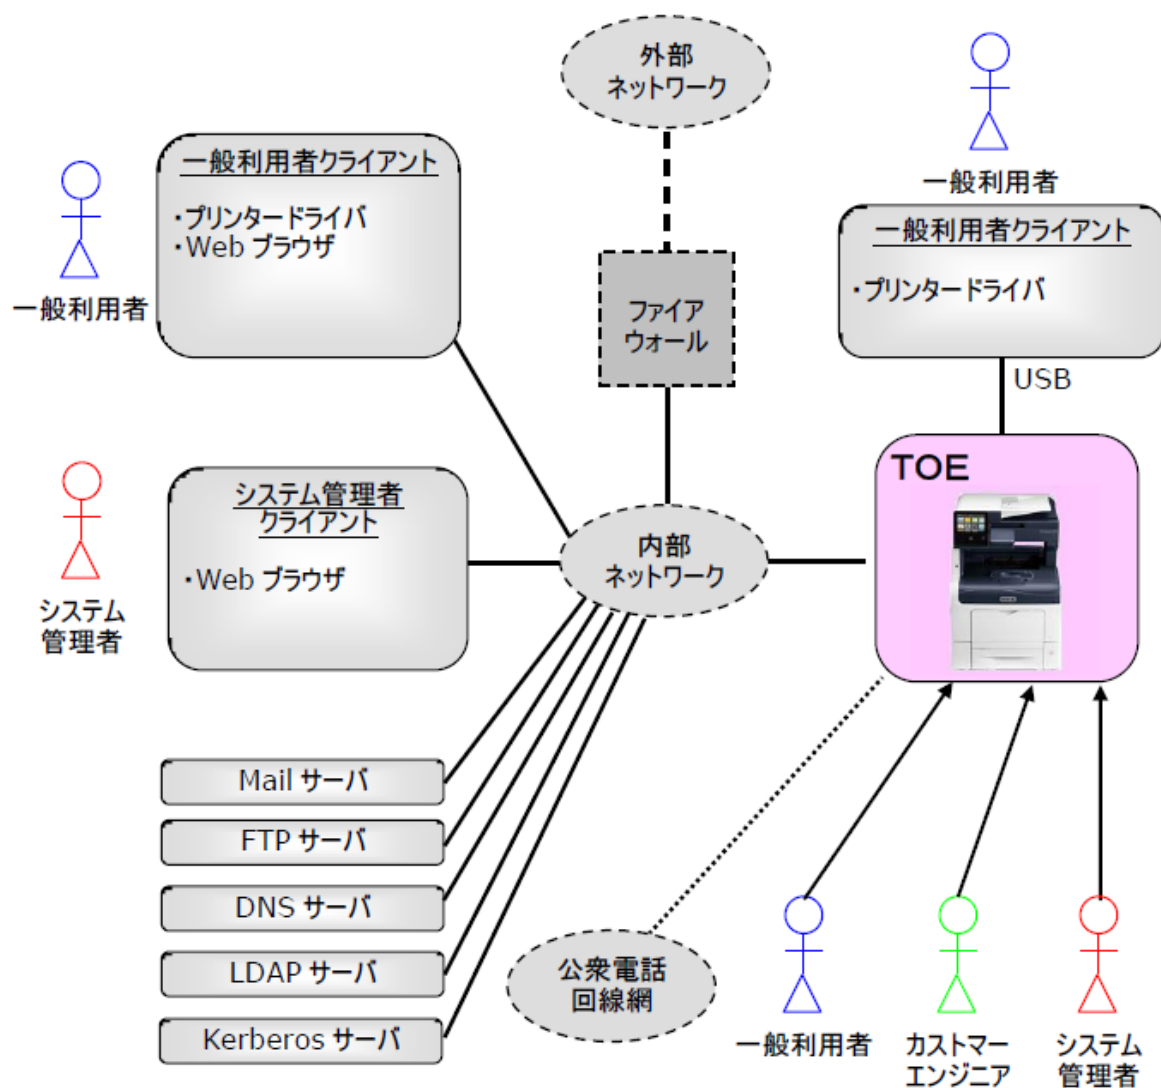 外部
ネットワーク
一般利用者
一般利用者クライアント
・プリンタードライバ
・Web ブラウザ
一般利用者
一般利用者クライアント
・プリンタードライバ
ファイア
ウォール
USB
TOE
システム管理者
クライアント
・Web ブラウザ
システム
管理者
内部
ネットワーク
Mail サーバ
FTP サーバ
DNS サーバ
LDAP サーバ
Kerberos サーバ
公衆電話
回線網
一般利用者
カストマー
エンジニア
システム
管理者